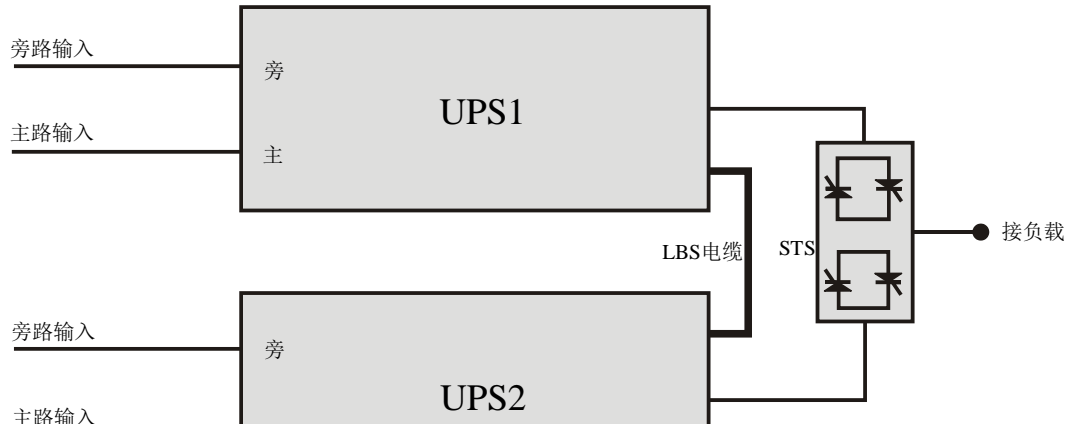 旁路输入
旁
UPS1
主路输入
主
LBS电缆
STS
接负载
旁路输入
旁
UPS2
主路输入